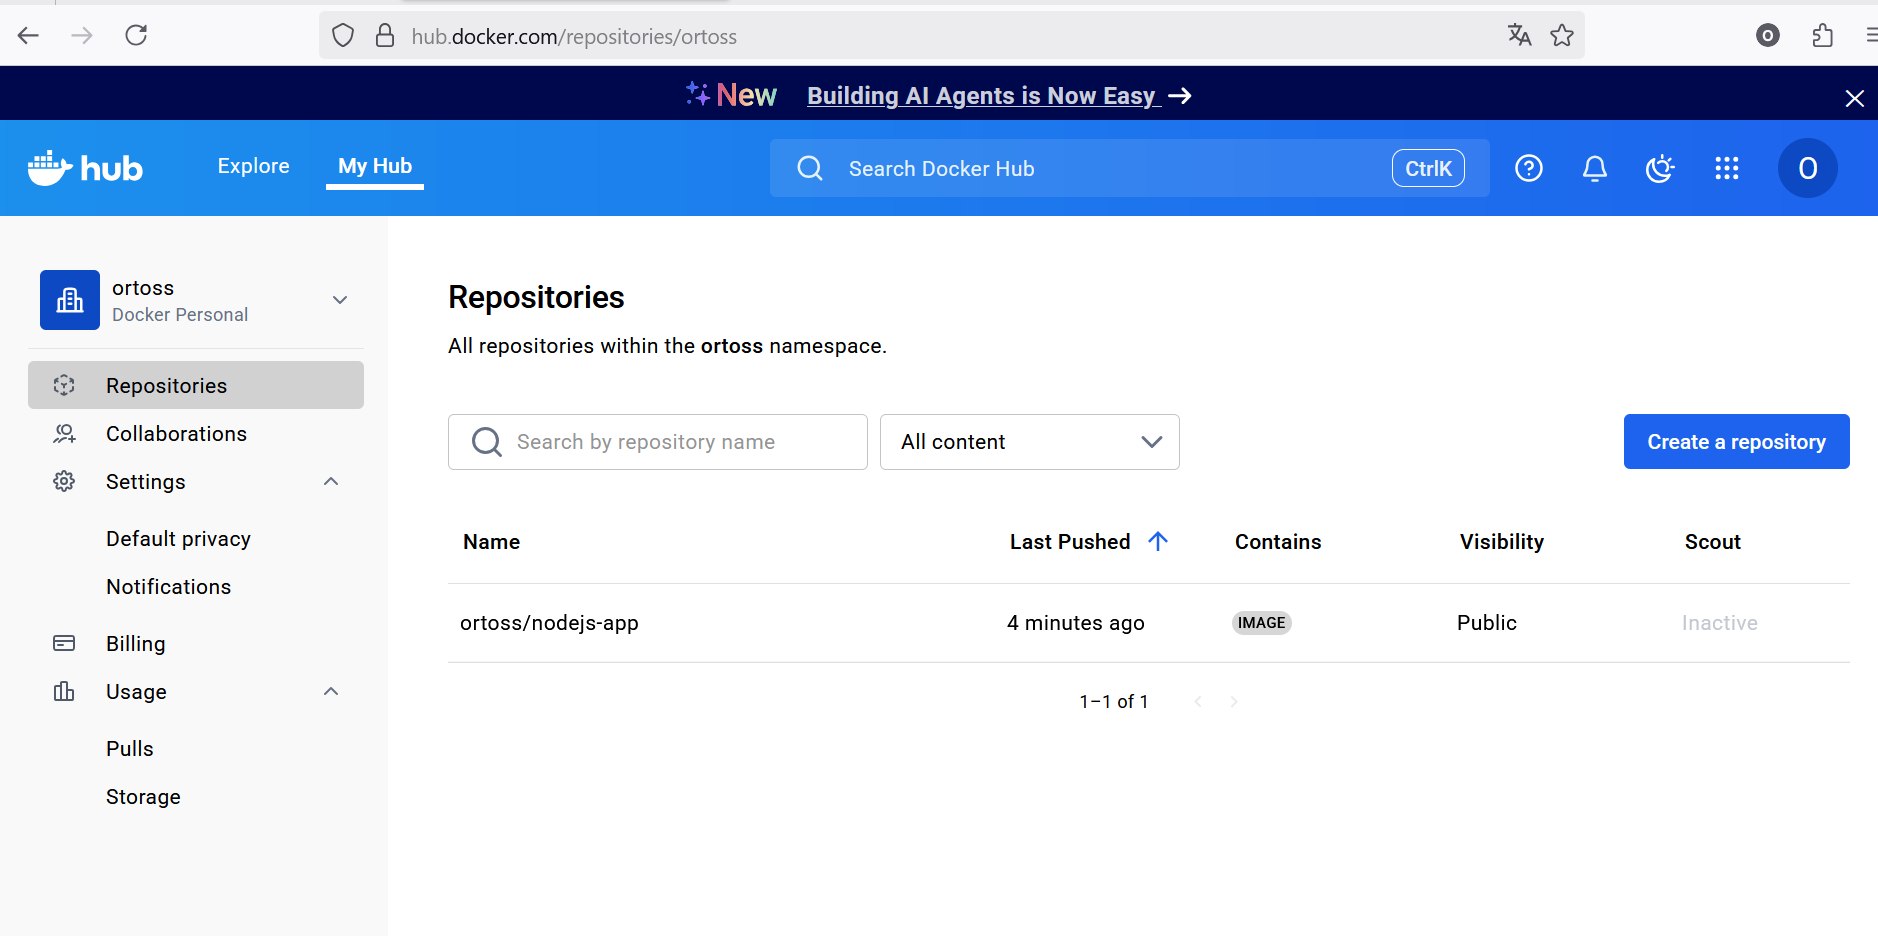 hub.docker.com/repositories/ortoss
O
New Building AI Agents is Now Easy →
hub
Explore
My Hub
Search Docker Hub
CtrlK
O
ortoss
Docker Personal
Repositories
Collaborations
Settings
Default privacy
Notifications
Billing
Usage
Pulls
Storage
Repositories
All repositories within the ortoss namespace.
Search by repository name
All content
Create a repository
Name Last Pushed Contains Visibility Scout
ortoss/nodejs-app 4 minutes ago IMAGE Public Inactive
1–1 of 1